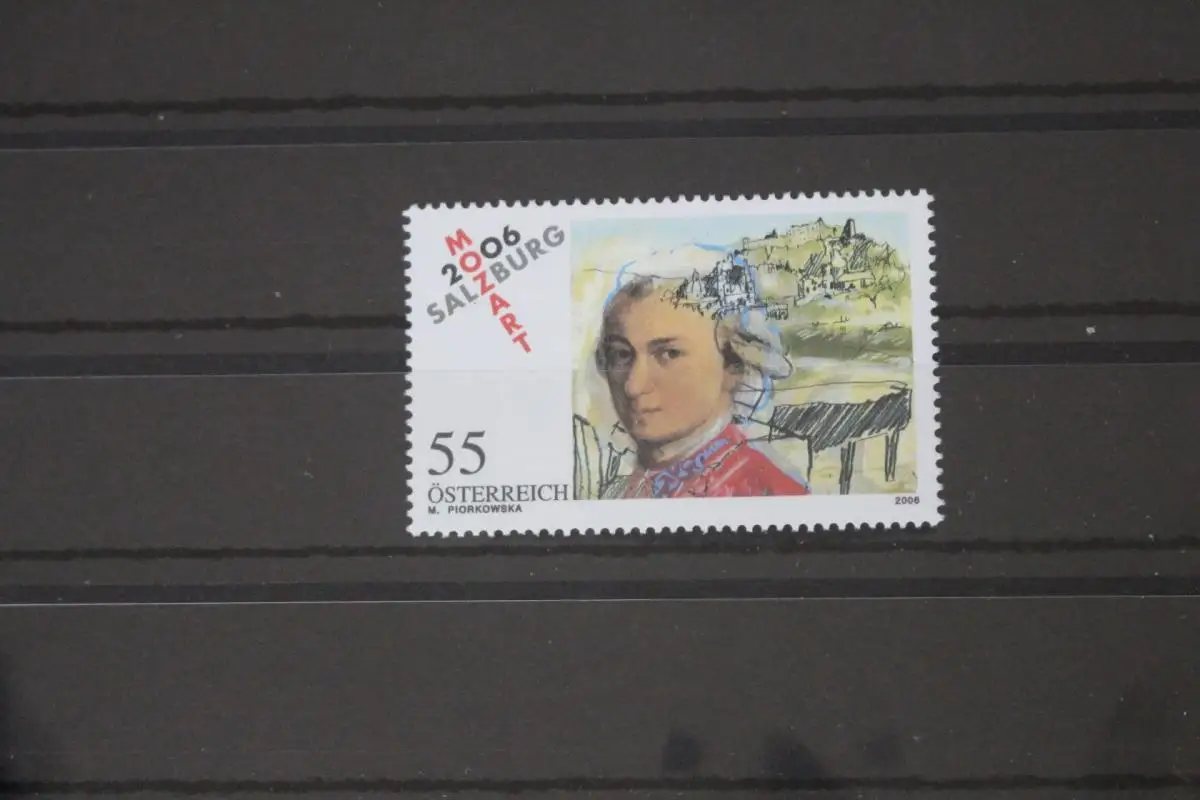 MOZART
2006
SALZBURG
55
ÖSTERREICH
M. PIORKOWSKA
2006